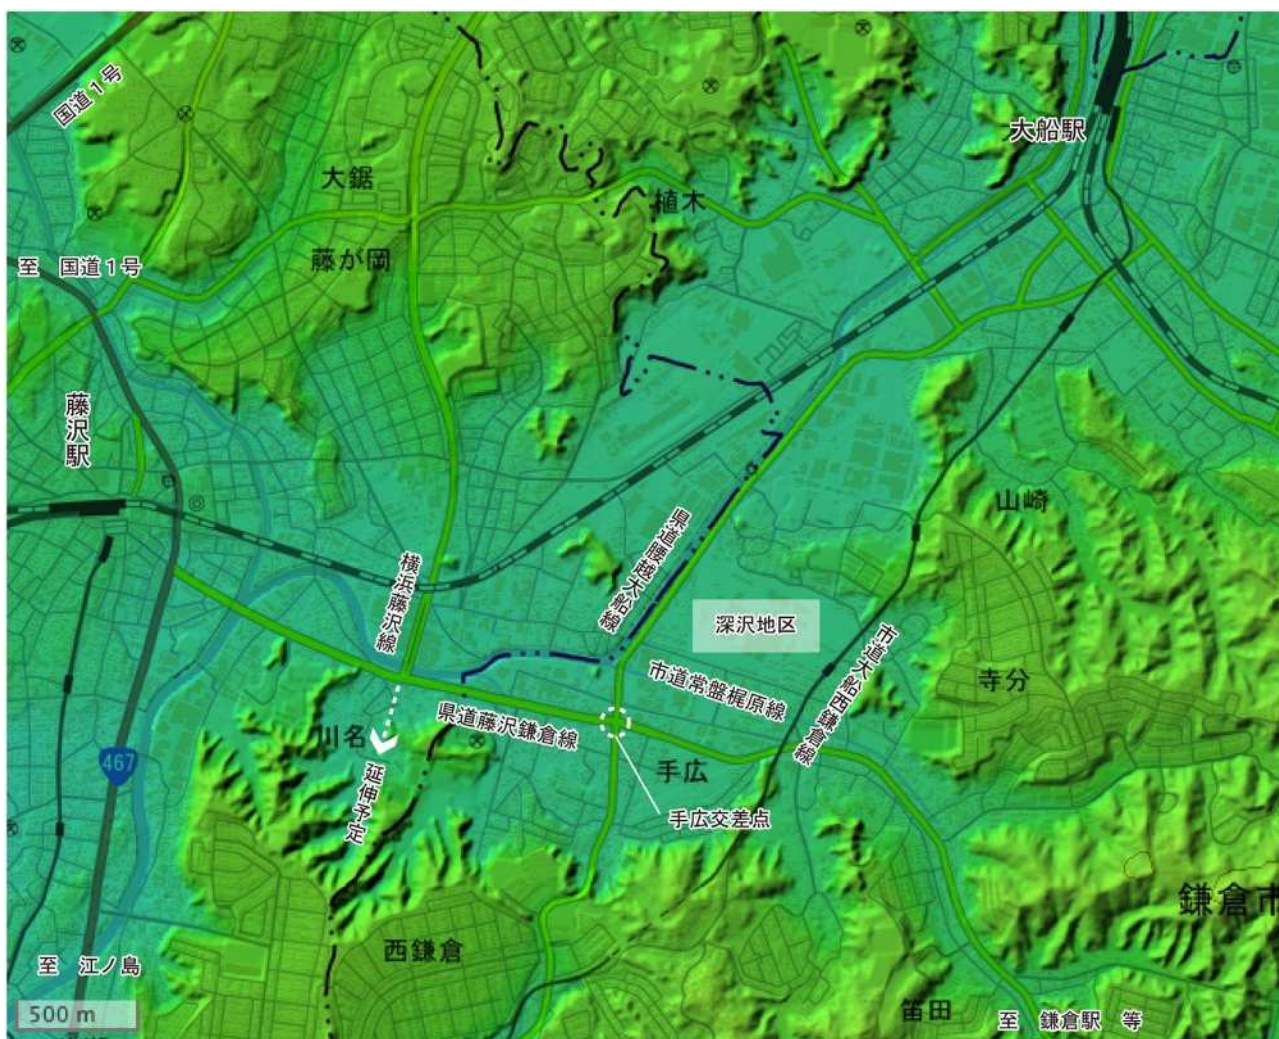 国道1号
大船駅
大鋸
植木
藤が岡
至 国道1号
藤沢駅
山崎
県道腰越大船線
横浜藤沢線
深沢地区
市道大船西鎌倉線
市道常盤梶原線
寺分
県道藤沢鎌倉線
川名
467
手広
延伸予定
手広交差点
鎌倉市
西鎌倉
至 江ノ島
500 m
笛田
至 鎌倉駅 等